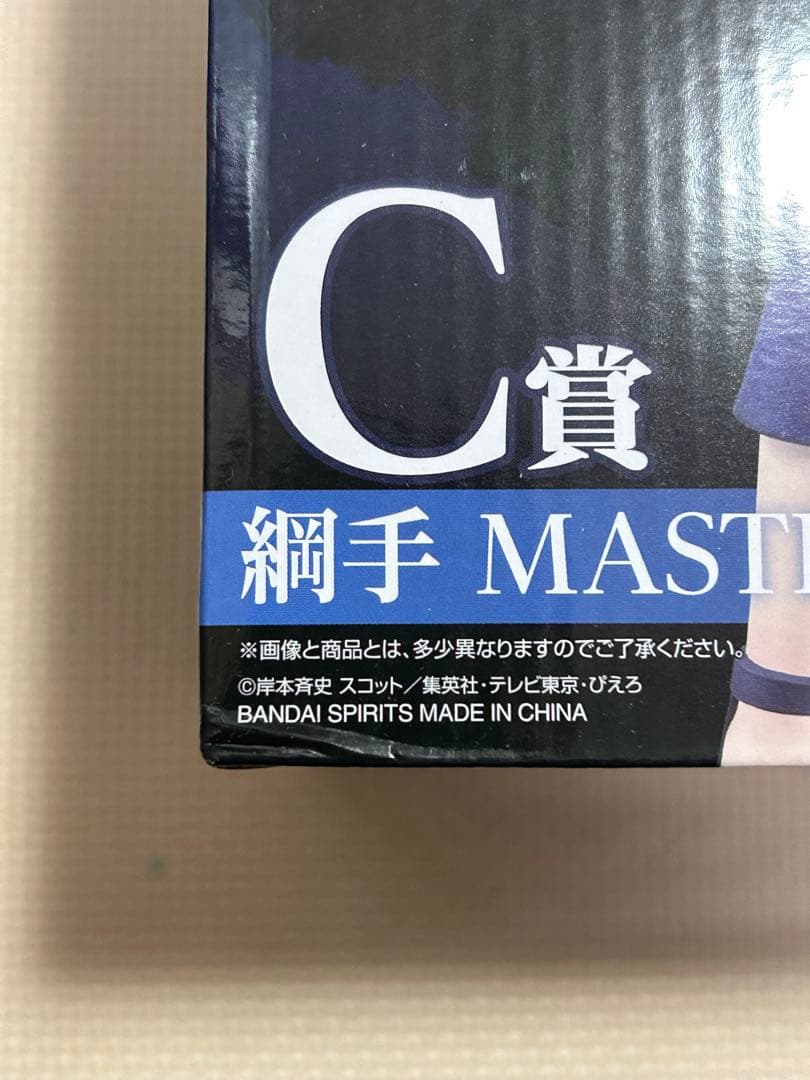 C賞
綱手 MAST
※画像と商品とは、多少異なりますのでご了承ください。
©岸本斉史 スコット／集英社・テレビ東京・ぴえろ
BANDAI SPIRITS MADE IN CHINA